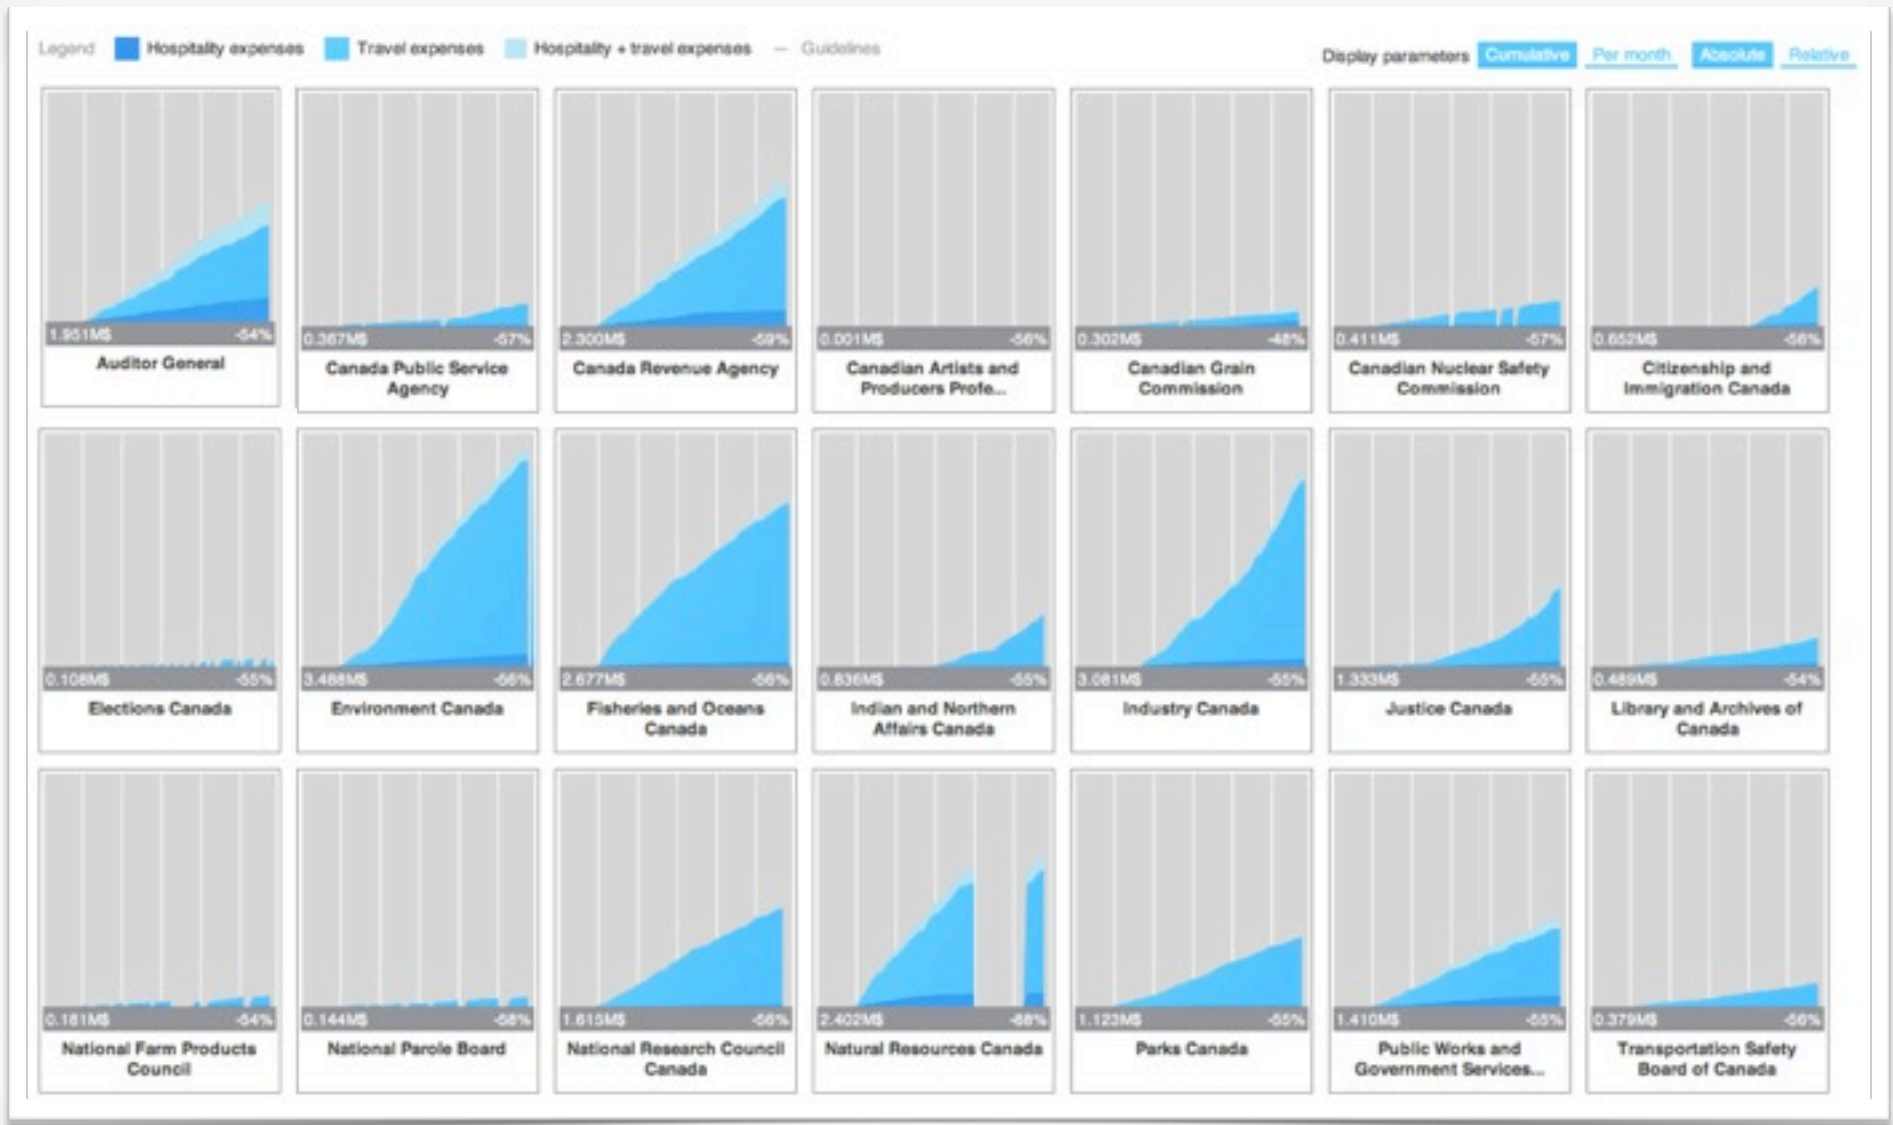 Legend Hospitality expenses Travel expenses Hospitality + travel expenses — Guidelines
Display parameters Cumulative Per month Absolute Relative
1.951M$ -54%
Auditor General
0.367M$ -57%
Canada Public Service
Agency
2.300M$ -59%
Canada Revenue Agency
0.001M$ -56%
Canadian Artists and
Producers Profe...
0.302M$ -48%
Canadian Grain
Commission
0.411M$ -57%
Canadian Nuclear Safety
Commission
0.652M$ -56%
Citizenship and
Immigration Canada
0.108M$ -55%
Elections Canada
3.488M$ -56%
Environment Canada
2.677M$ -56%
Fisheries and Oceans
Canada
0.836M$ -55%
Indian and Northern
Affairs Canada
3.081M$ -55%
Industry Canada
1.333M$ -55%
Justice Canada
0.489M$ -54%
Library and Archives of
Canada
0.181M$ -54%
National Farm Products
Council
0.144M$ -58%
National Parole Board
1.615M$ -56%
National Research Council
Canada
2.402M$
Natural Resources Canada
1.123M$ -55%
Parks Canada
1.410M$ -55%
Public Works and
Government Services...
0.379M$ -56%
Transportation Safety
Board of Canada